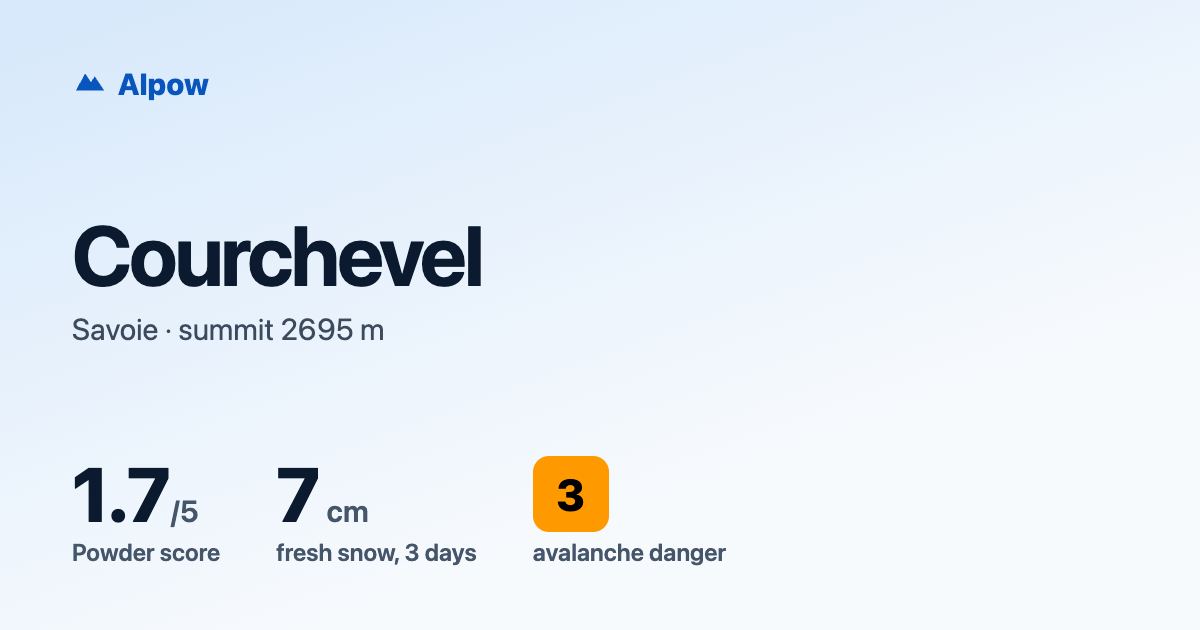 Alpow
Courchevel
Savoie · summit 2695 m
1.7/5
Powder score
7 cm
fresh snow, 3 days
3
avalanche danger